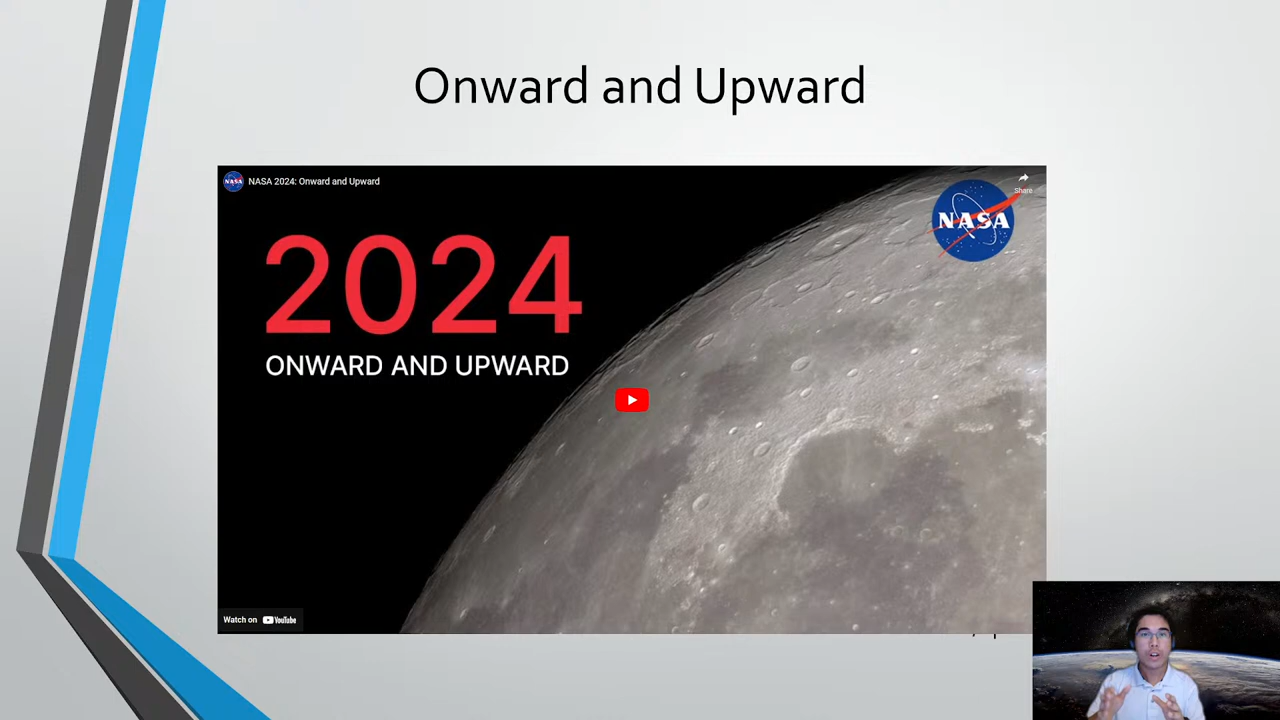 Onward and Upward
NASA 2024: Onward and Upward
Share
NASA
2024
ONWARD AND UPWARD
Watch on YouTube